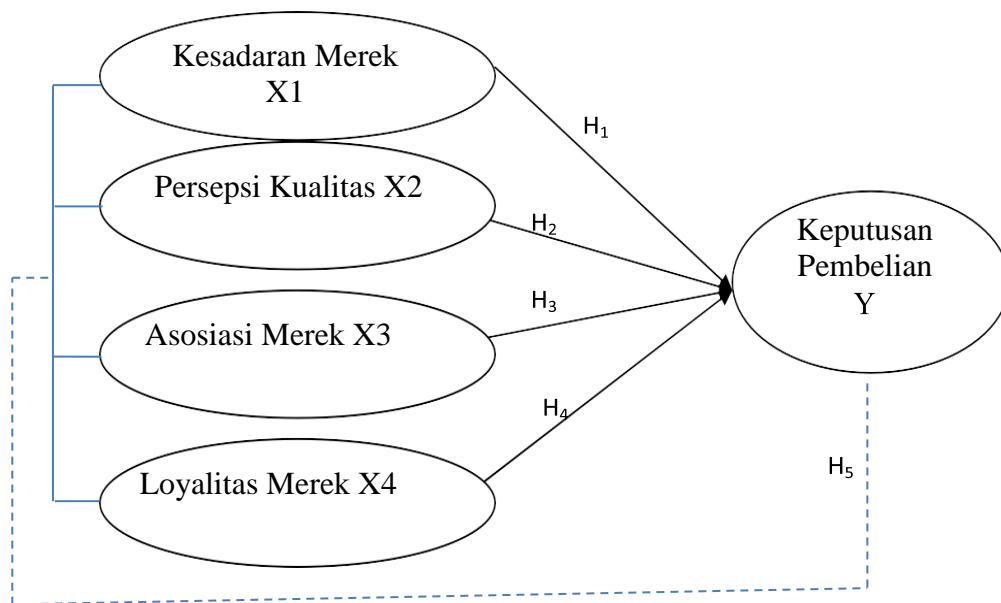 Kesadaran Merek
X1
H₁
Persepsi Kualitas X2
H₂
Keputusan
Pembelian
Y
H₃
Asosiasi Merek X3
H₄
Loyalitas Merek X4
H₅